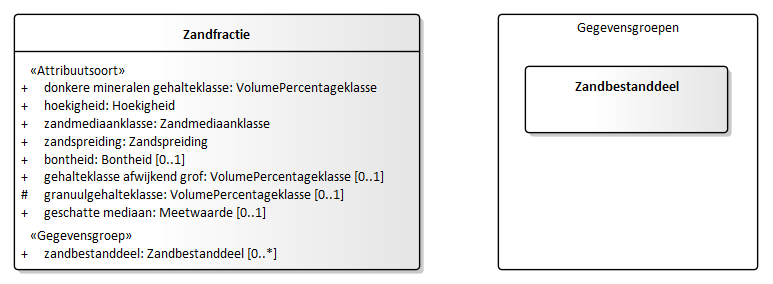 Zandfractie
«Attribuutsoort»
+ donkere mineralen gehalteklasse: VolumePercentageklasse
+ hoekigheid: Hoekigheid
+ zandmediaanklasse: Zandmediaanklasse
+ zandspreiding: Zandspreiding
+ bontheid: Bontheid [0..1]
+ gehalteklasse afwijkend grof: VolumePercentageklasse [0..1]
# granuulgehalteklasse: VolumePercentageklasse [0..1]
+ geschatte mediaan: Meetwaarde [0..1]
«Gegevensgroep»
+ zandbestanddeel: Zandbestanddeel [0..*]
Gegevensgroepen
Zandbestanddeel